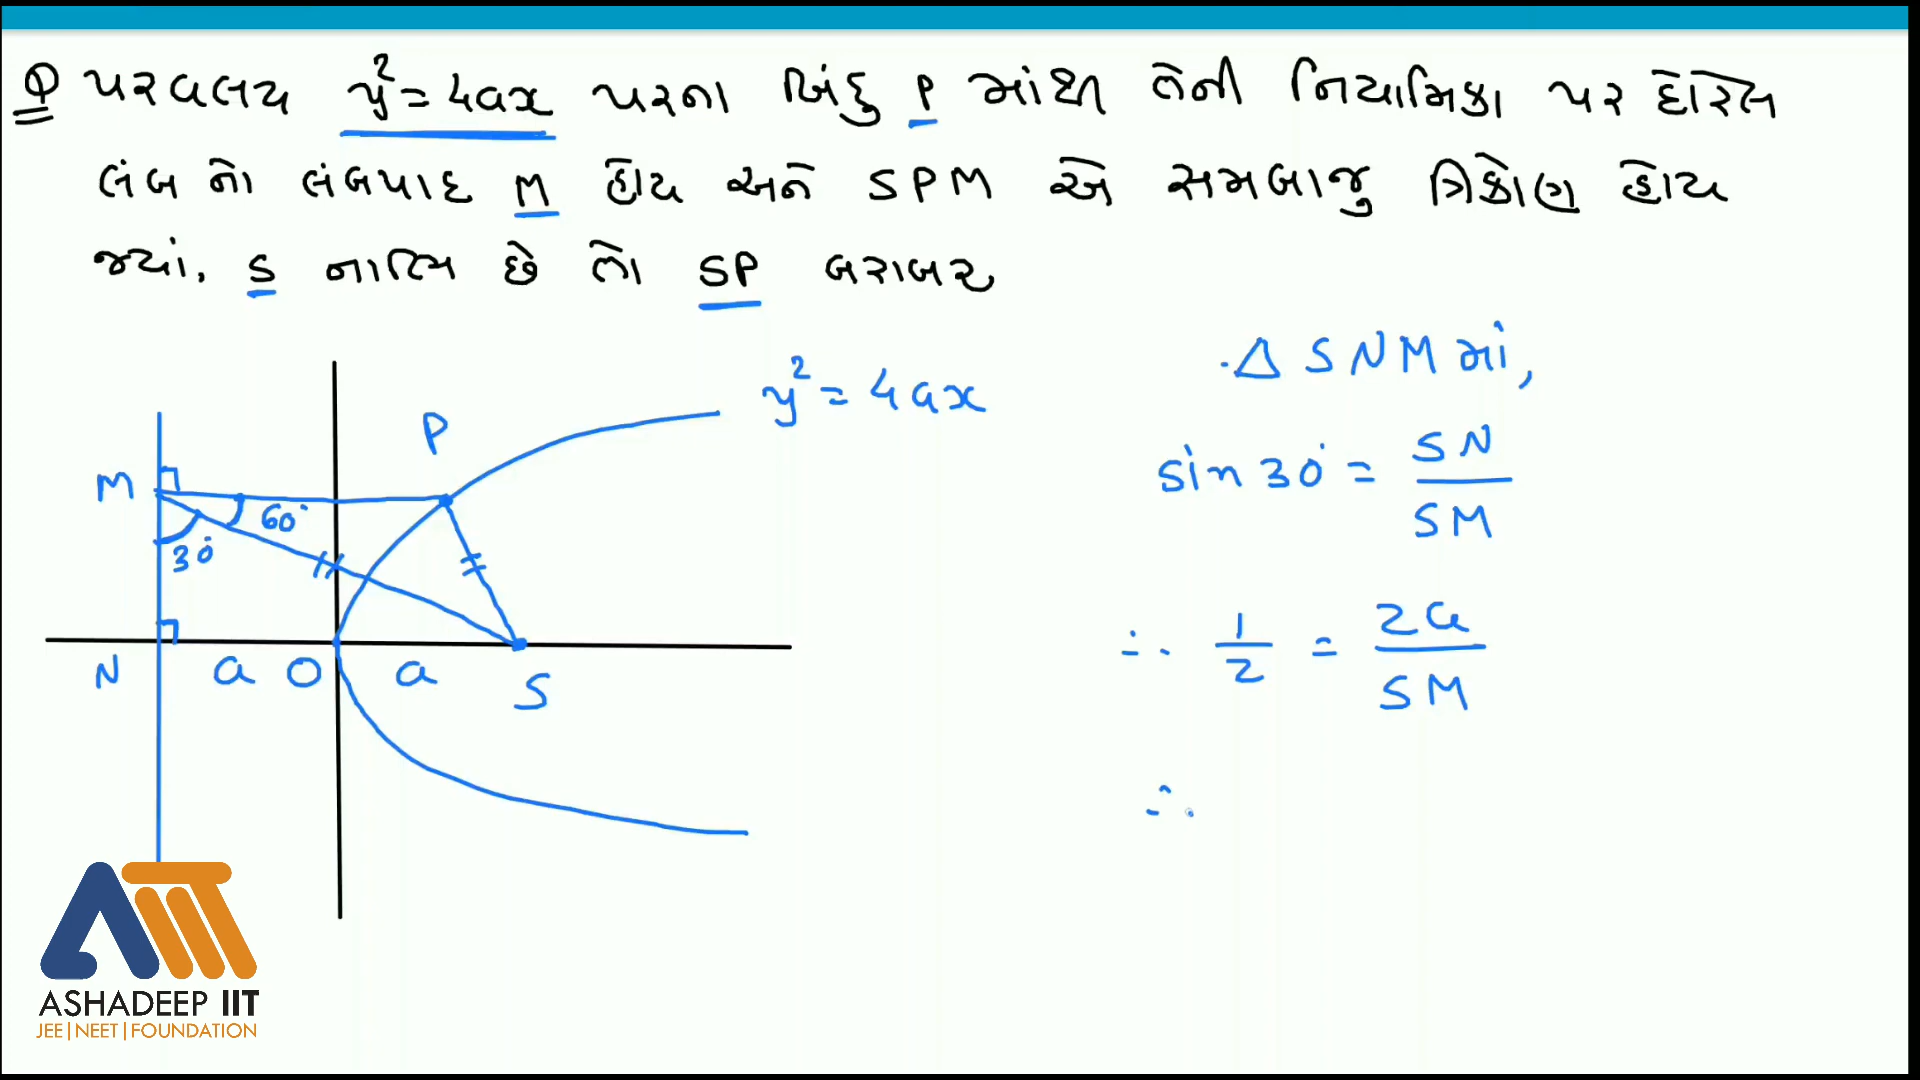 Q પરવલય y² = 4ax પરના બિંદુ P માંથી તેની નિયામિકા પર દોરેલ
લંબ નો લંબપાદ M હોય અને SPM એ સમબાજુ ત્રિકોણ હોય
જ્યાં, S નાભિ છે તો SP બરાબર
Δ SNM માં,
y² = 4ax
P
sin 30° = SN / SM
M
60°
30°
∴ 1/2 = 2a / SM
N a O a S
∴
ASHADEEP IIT
JEE|NEET|FOUNDATION